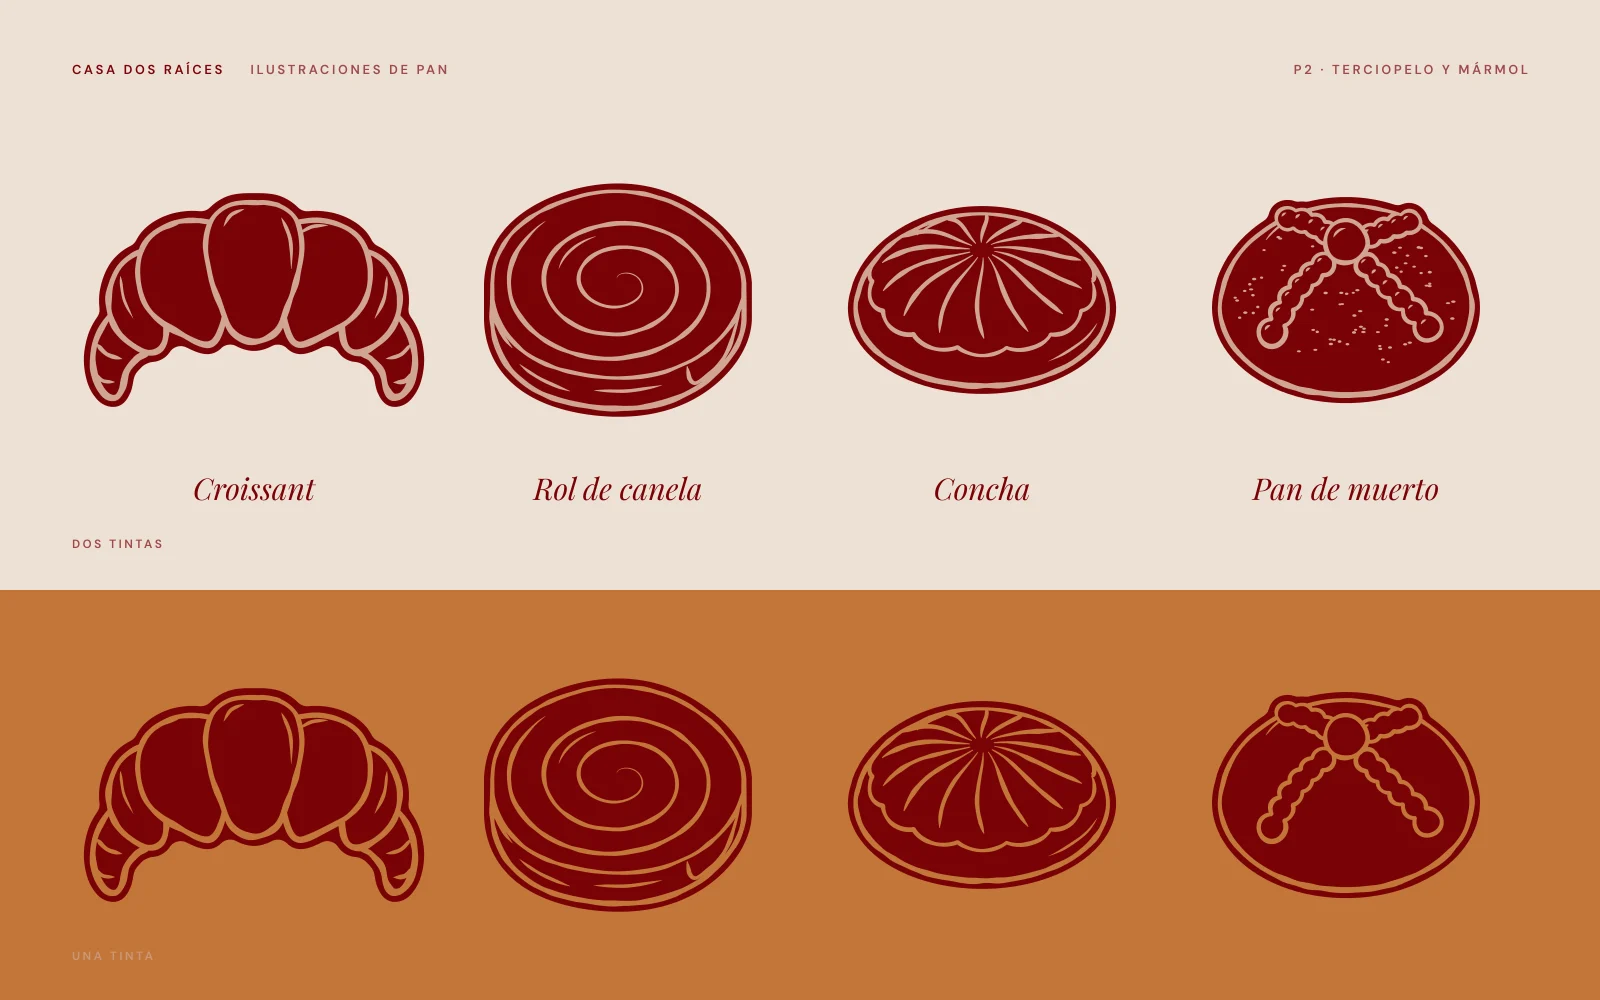 CASA DOS RAÍCES ILUSTRACIONES DE PAN P2 · TERCIOPELO Y MÁRMOL
Croissant Rol de canela Concha Pan de muerto
DOS TINTAS
UNA TINTA